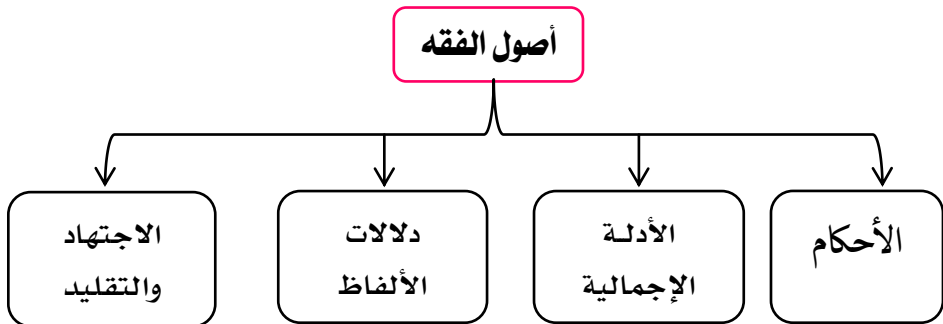 أصول الفقه
الأحكام
الأدلـة
الإجمالية
دلالات
الألفاظ
الاجتهاد
والتقليد